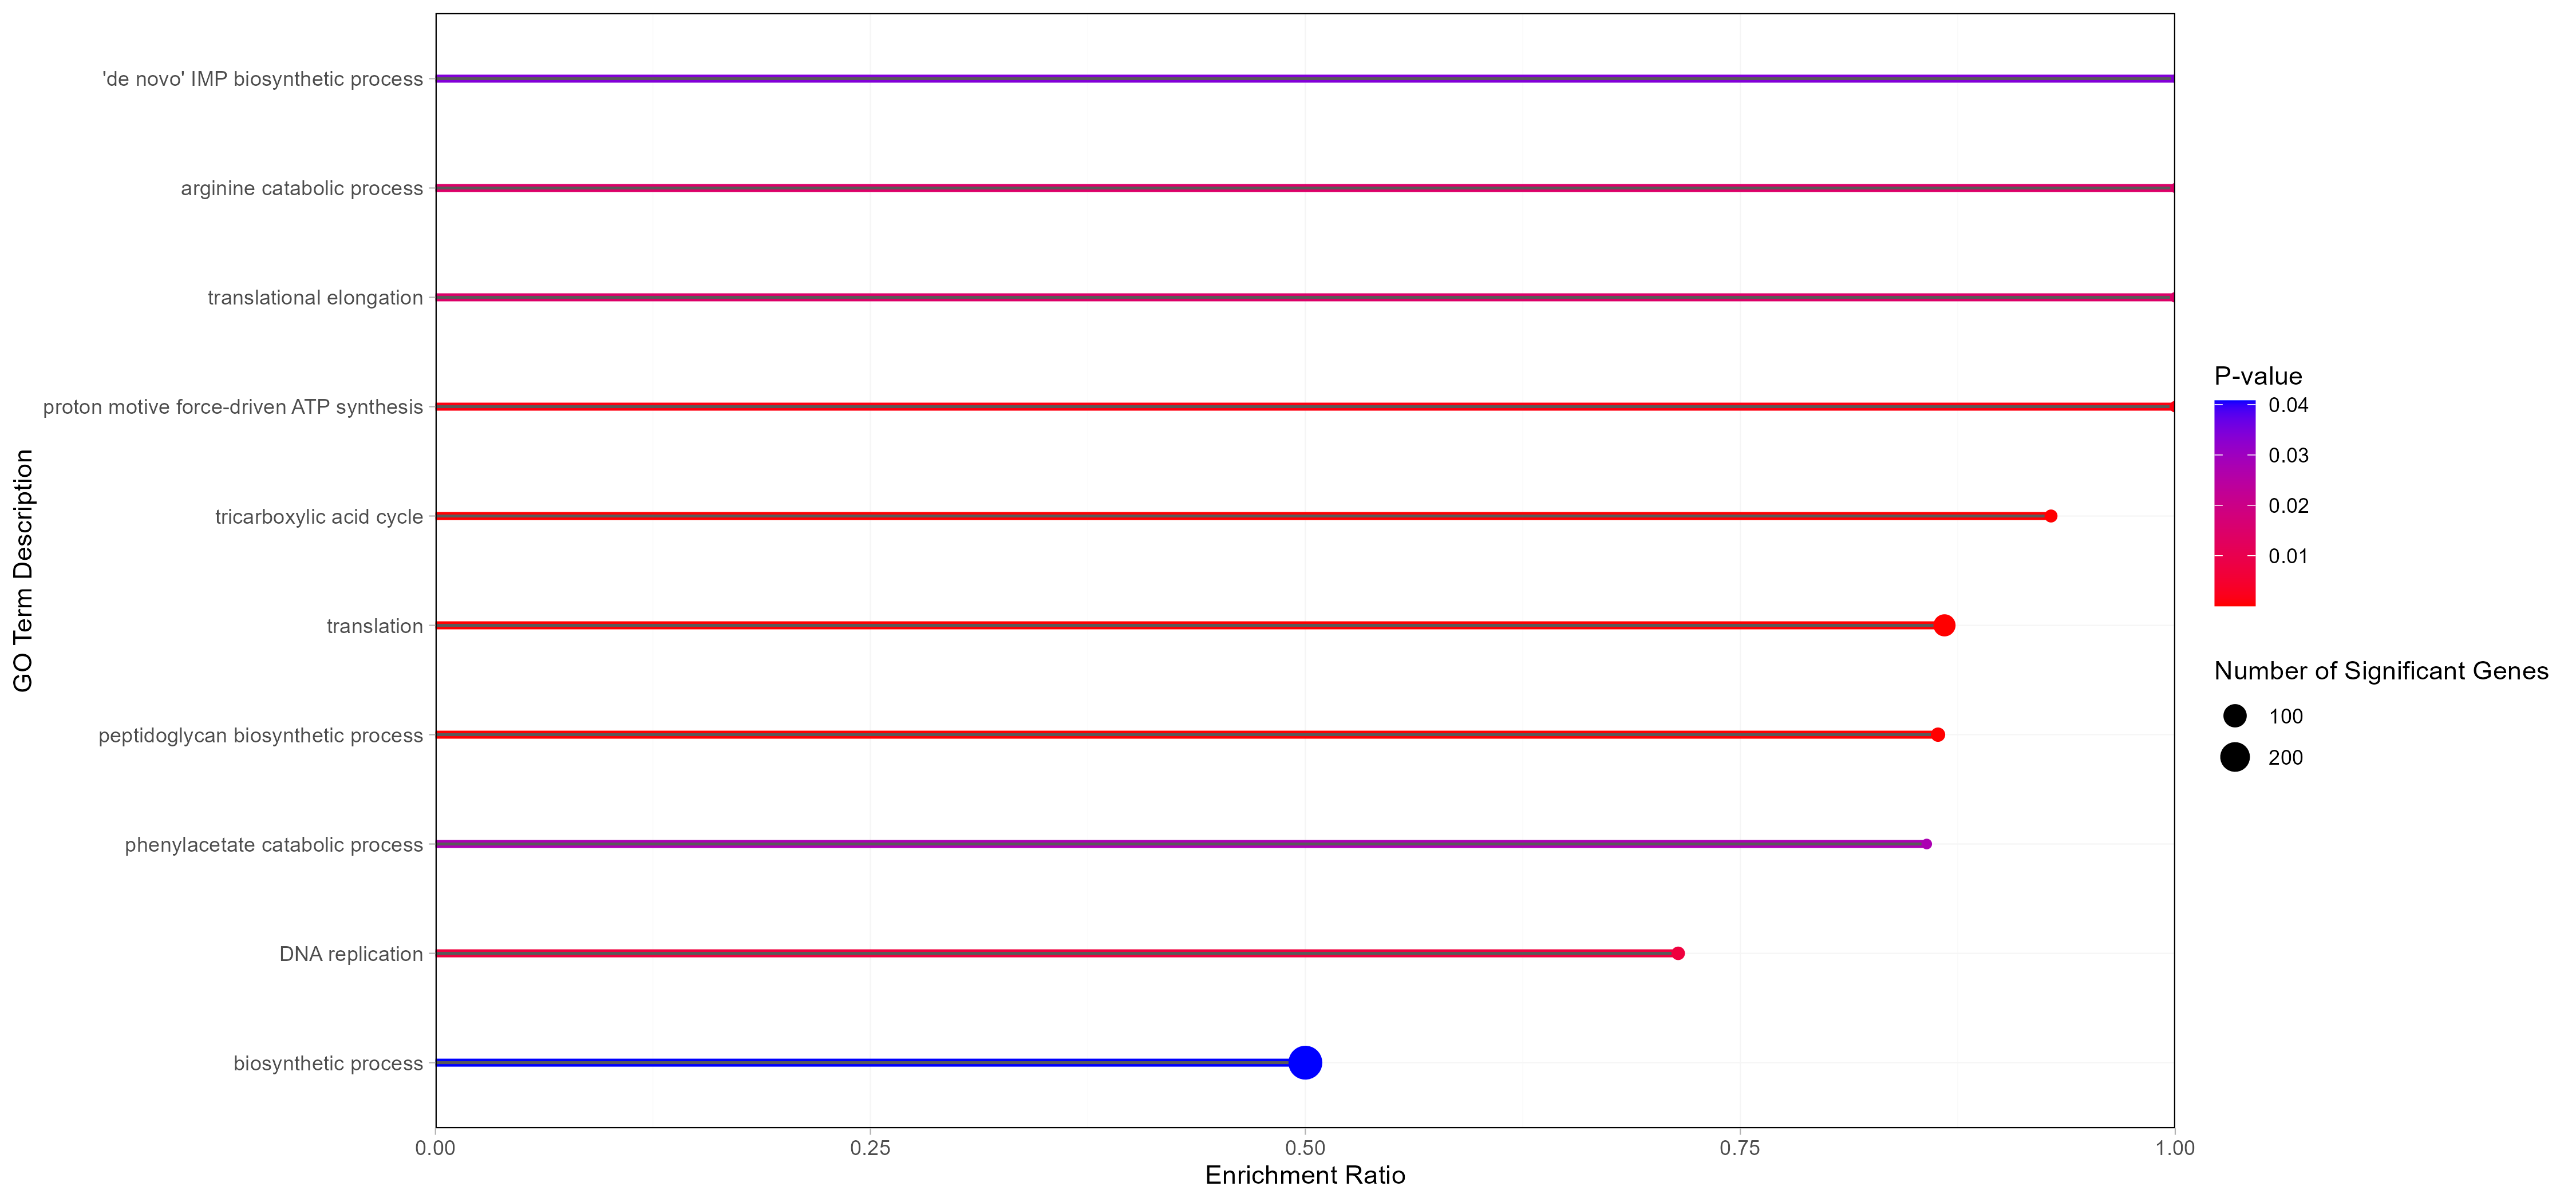 GO Term Description
'de novo' IMP biosynthetic process
arginine catabolic process
translational elongation
proton motive force-driven ATP synthesis
tricarboxylic acid cycle
translation
peptidoglycan biosynthetic process
phenylacetate catabolic process
DNA replication
biosynthetic process
0.00
0.25
0.50
0.75
1.00
Enrichment Ratio
P-value
0.04
0.03
0.02
0.01
Number of Significant Genes
100
200